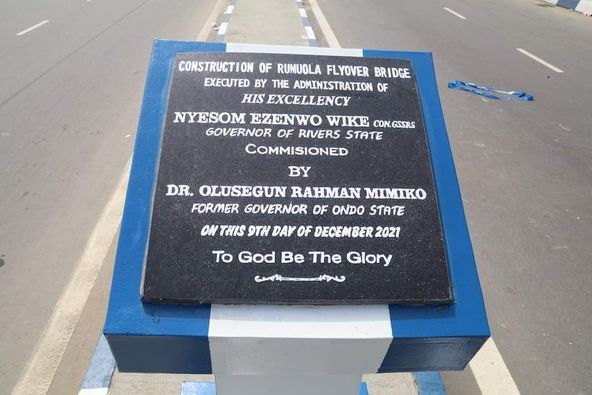 CONSTRUCTION OF RUMUOLA FLYOVER BRIDGE
EXECUTED BY THE ADMINISTRATION OF
HIS EXCELLENCY
NYESOM EZENWO WIKE CON.GSSRS
GOVERNOR OF RIVERS STATE
COMMISIONED
BY
DR. OLUSEGUN RAHMAN MIMIKO
FORMER GOVERNOR OF ONDO STATE
ON THIS 9TH DAY OF DECEMBER 2021
To God Be The Glory